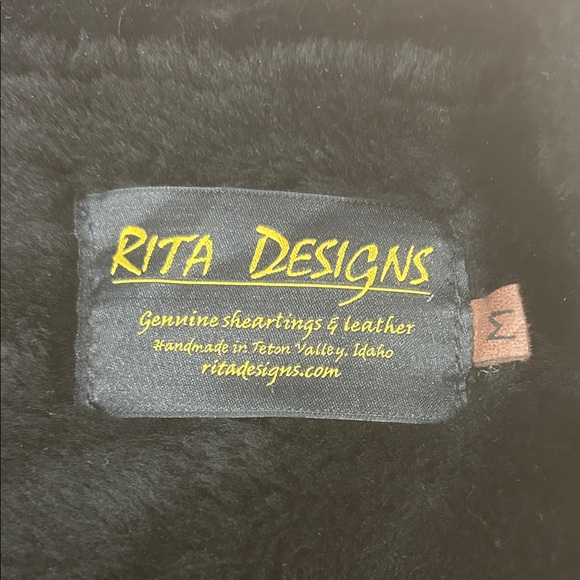 RITA DESIGNS
Genuine sheartings & leather
Handmade in Teton Valley, Idaho
ritadesigns.com
M